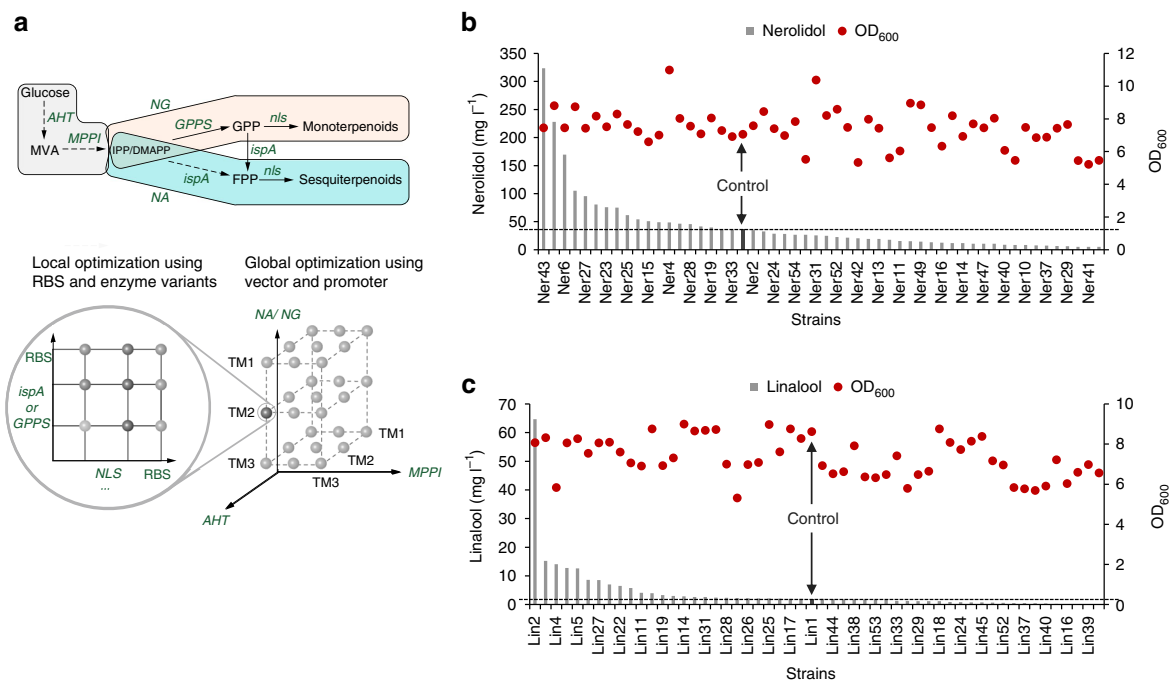 a
Glucose
AHT
MPPI
MVA
NG
GPPS
GPP
nls
Monoterpenoids
IPP/DMAPP
ispA
ispA
FPP
nls
Sesquiterpenoids
NA
Local optimization using
RBS and enzyme variants
Global optimization using
vector and promoter
RBS
ispA
or
GPPS
NLS
...
RBS
NA/ NG
TM1
TM2
TM3
TM1
TM2
TM3
MPPI
AHT
b
Nerolidol
OD600
350
300
250
200
150
100
50
0
Nerolidol (mg l−1)
12
10
8
6
4
2
0
OD600
Control
Ner43
Ner6
Ner27
Ner23
Ner25
Ner15
Ner4
Ner28
Ner19
Ner33
Ner2
Ner24
Ner54
Ner31
Ner52
Ner42
Ner13
Ner11
Ner49
Ner14
Ner47
Ner40
Ner10
Ner37
Ner29
Ner41
Strains
c
Linalool
OD600
70
60
50
40
30
20
10
0
Linalool (mg l−1)
10
8
6
4
2
0
OD600
Control
Lin2
Lin4
Lin5
Lin27
Lin22
Lin11
Lin19
Lin14
Lin31
Lin28
Lin26
Lin25
Lin17
Lin1
Lin44
Lin38
Lin53
Lin33
Lin29
Lin18
Lin24
Lin45
Lin52
Lin37
Lin40
Lin16
Lin39
Strains